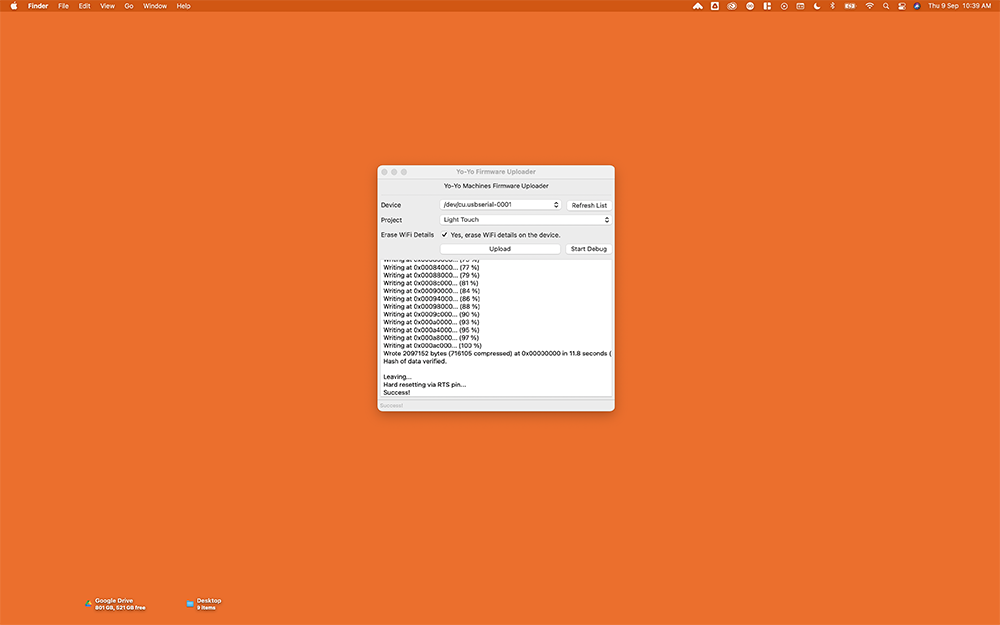 Finder File Edit View Go Window Help Thu 9 Sep 10:39 AM
Yo-Yo Firmware Uploader
Yo-Yo Machines Firmware Uploader
Device /dev/cu.usbserial-0001 Refresh List
Project Light Touch
Erase WiFi Details Yes, erase WiFi details on the device.
Upload Start Debug
Writing at 0x00084000... (77 %)
Writing at 0x00088000... (79 %)
Writing at 0x0008c000... (81 %)
Writing at 0x00090000... (84 %)
Writing at 0x00094000... (86 %)
Writing at 0x00098000... (88 %)
Writing at 0x0009c000... (90 %)
Writing at 0x000a0000... (93 %)
Writing at 0x000a4000... (95 %)
Writing at 0x000a8000... (97 %)
Writing at 0x000ac000... (100 %)
Wrote 2097152 bytes (716105 compressed) at 0x00000000 in 11.8 seconds (
Hash of data verified.
Leaving...
Hard resetting via RTS pin...
Success!
Success!
Google Drive
801 GB, 521 GB free
Desktop
9 items